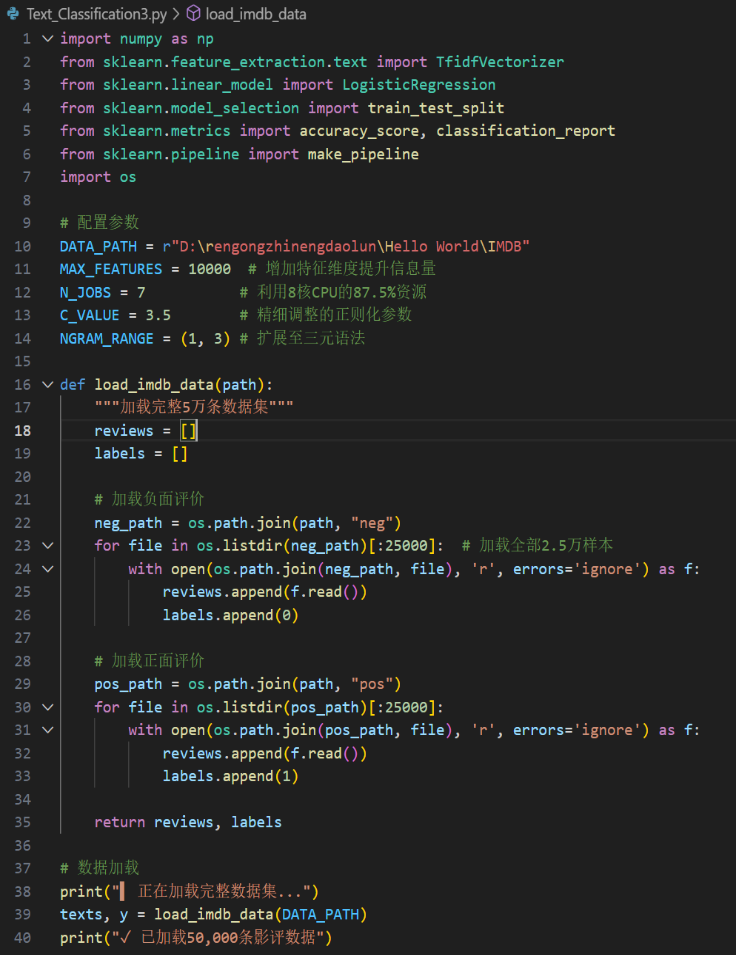 Text_Classification3.py > load_imdb_data
1 import numpy as np
2 from sklearn.feature_extraction.text import TfidfVectorizer
3 from sklearn.linear_model import LogisticRegression
4 from sklearn.model_selection import train_test_split
5 from sklearn.metrics import accuracy_score, classification_report
6 from sklearn.pipeline import make_pipeline
7 import os
8
9 # 配置参数
10 DATA_PATH = r"D:\rengongzhinengdaolun\Hello World\IMDB"
11 MAX_FEATURES = 10000  # 增加特征维度提升信息量
12 N_JOBS = 7            # 利用8核CPU的87.5%资源
13 C_VALUE = 3.5         # 精细调整的正则化参数
14 NGRAM_RANGE = (1, 3) # 扩展至三元语法
15
16 def load_imdb_data(path):
17     """加载完整5万条数据集"""
18     reviews = []
19     labels = []
20
21     # 加载负面评价
22     neg_path = os.path.join(path, "neg")
23     for file in os.listdir(neg_path)[:25000]:  # 加载全部2.5万样本
24         with open(os.path.join(neg_path, file), 'r', errors='ignore') as f:
25             reviews.append(f.read())
26             labels.append(0)
27
28     # 加载正面评价
29     pos_path = os.path.join(path, "pos")
30     for file in os.listdir(pos_path)[:25000]:
31         with open(os.path.join(pos_path, file), 'r', errors='ignore') as f:
32             reviews.append(f.read())
33             labels.append(1)
34
35     return reviews, labels
36
37 # 数据加载
38 print("▌ 正在加载完整数据集...")
39 texts, y = load_imdb_data(DATA_PATH)
40 print("√ 已加载50,000条影评数据")